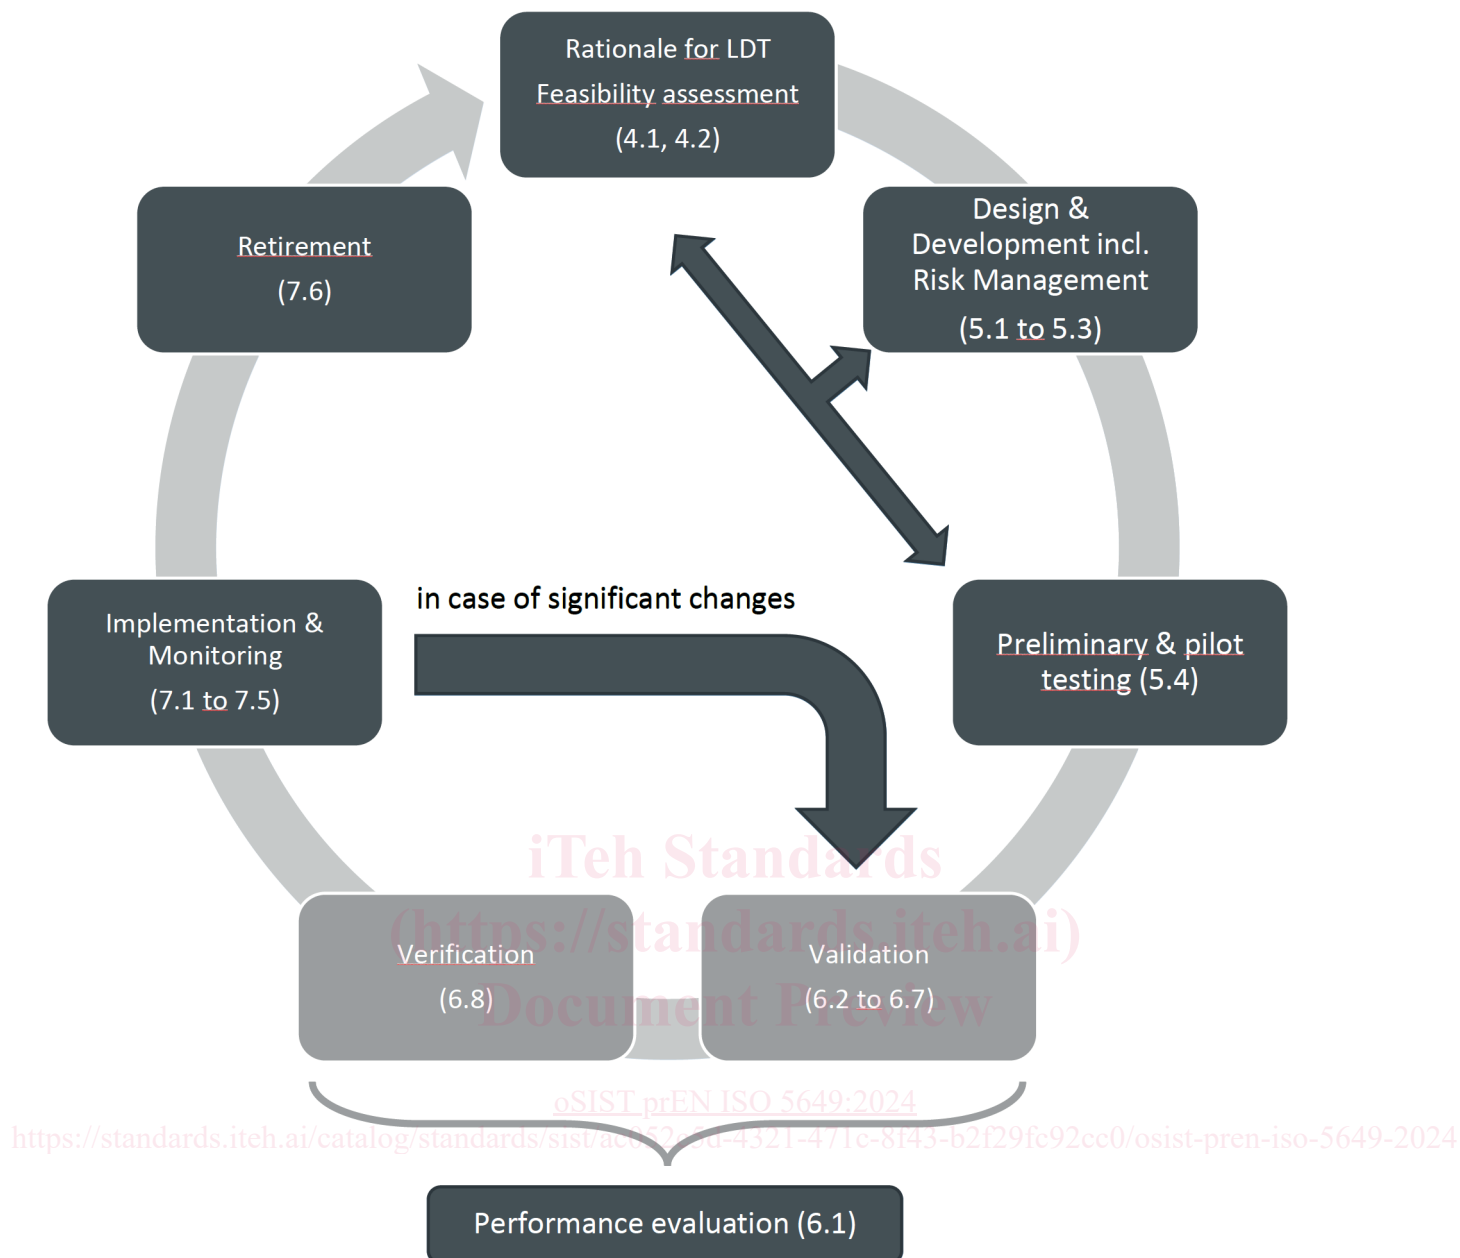 Rationale for LDT
Feasibility assessment
(4.1, 4.2)
Design &
Development incl.
Risk Management
(5.1 to 5.3)
Retirement
(7.6)
in case of significant changes
Implementation &
Monitoring
(7.1 to 7.5)
Preliminary & pilot
testing (5.4)
iTeh Standards
(https://standards.iteh.ai)
Document Preview
Verification
(6.8)
Validation
(6.2 to 6.7)
oSIST prEN ISO 5649:2024
https://standards.iteh.ai/catalog/standards/sist/ac052c5d-4321-471c-8f43-b2f29fc92cc0/osist-pren-iso-5649-2024
Performance evaluation (6.1)